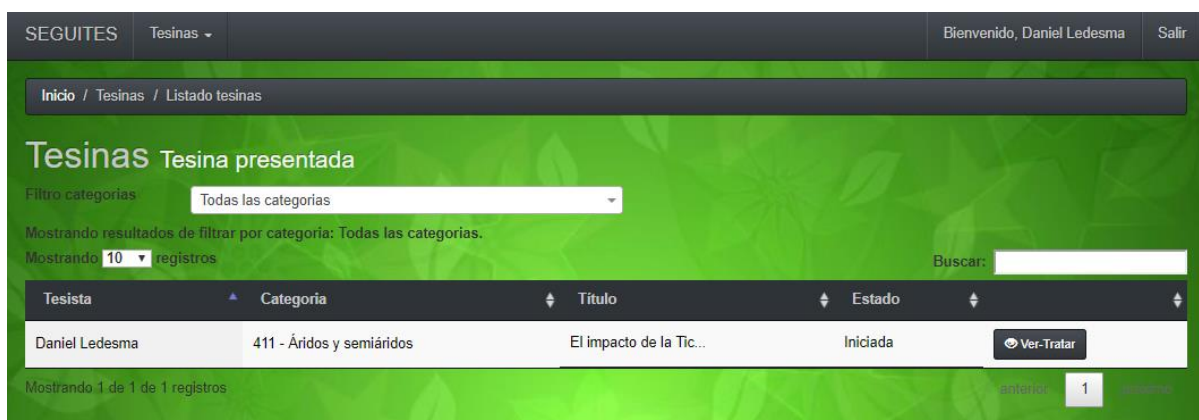 SEGUITES Tesinas Bienvenido, Daniel Ledesma Salir
Inicio / Tesinas / Listado tesinas
Tesinas Tesina presentada
Filtro categorias Todas las categorias
Mostrando resultados de filtrar por categoria: Todas las categorias.
Mostrando 10 registros Buscar:
Tesista Categoria Título Estado
Daniel Ledesma 411 - Áridos y semiáridos El impacto de la Tic... Iniciada Ver-Tratar
Mostrando 1 de 1 de 1 registros anterior 1